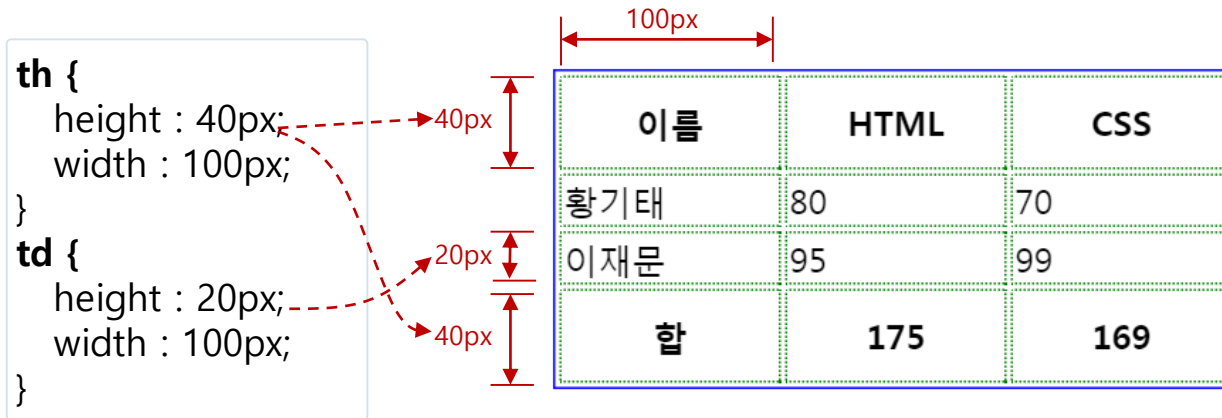 th {
height : 40px;
width : 100px;
}
td {
height : 20px;
width : 100px;
}
100px
40px
20px
40px
이름 HTML CSS
황기태 80 70
이재문 95 99
합 175 169